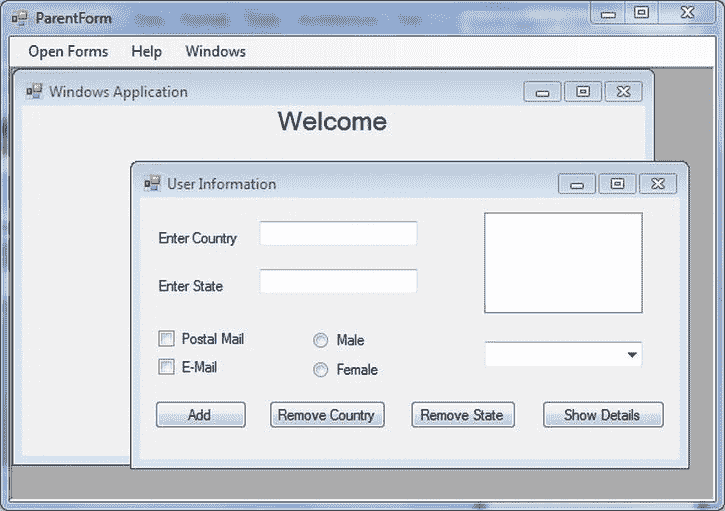 ParentForm
Open Forms Help Windows
Windows Application
Welcome
User Information
Enter Country
Enter State
Postal Mail
Male
E-Mail
Female
Add
Remove Country
Remove State
Show Details